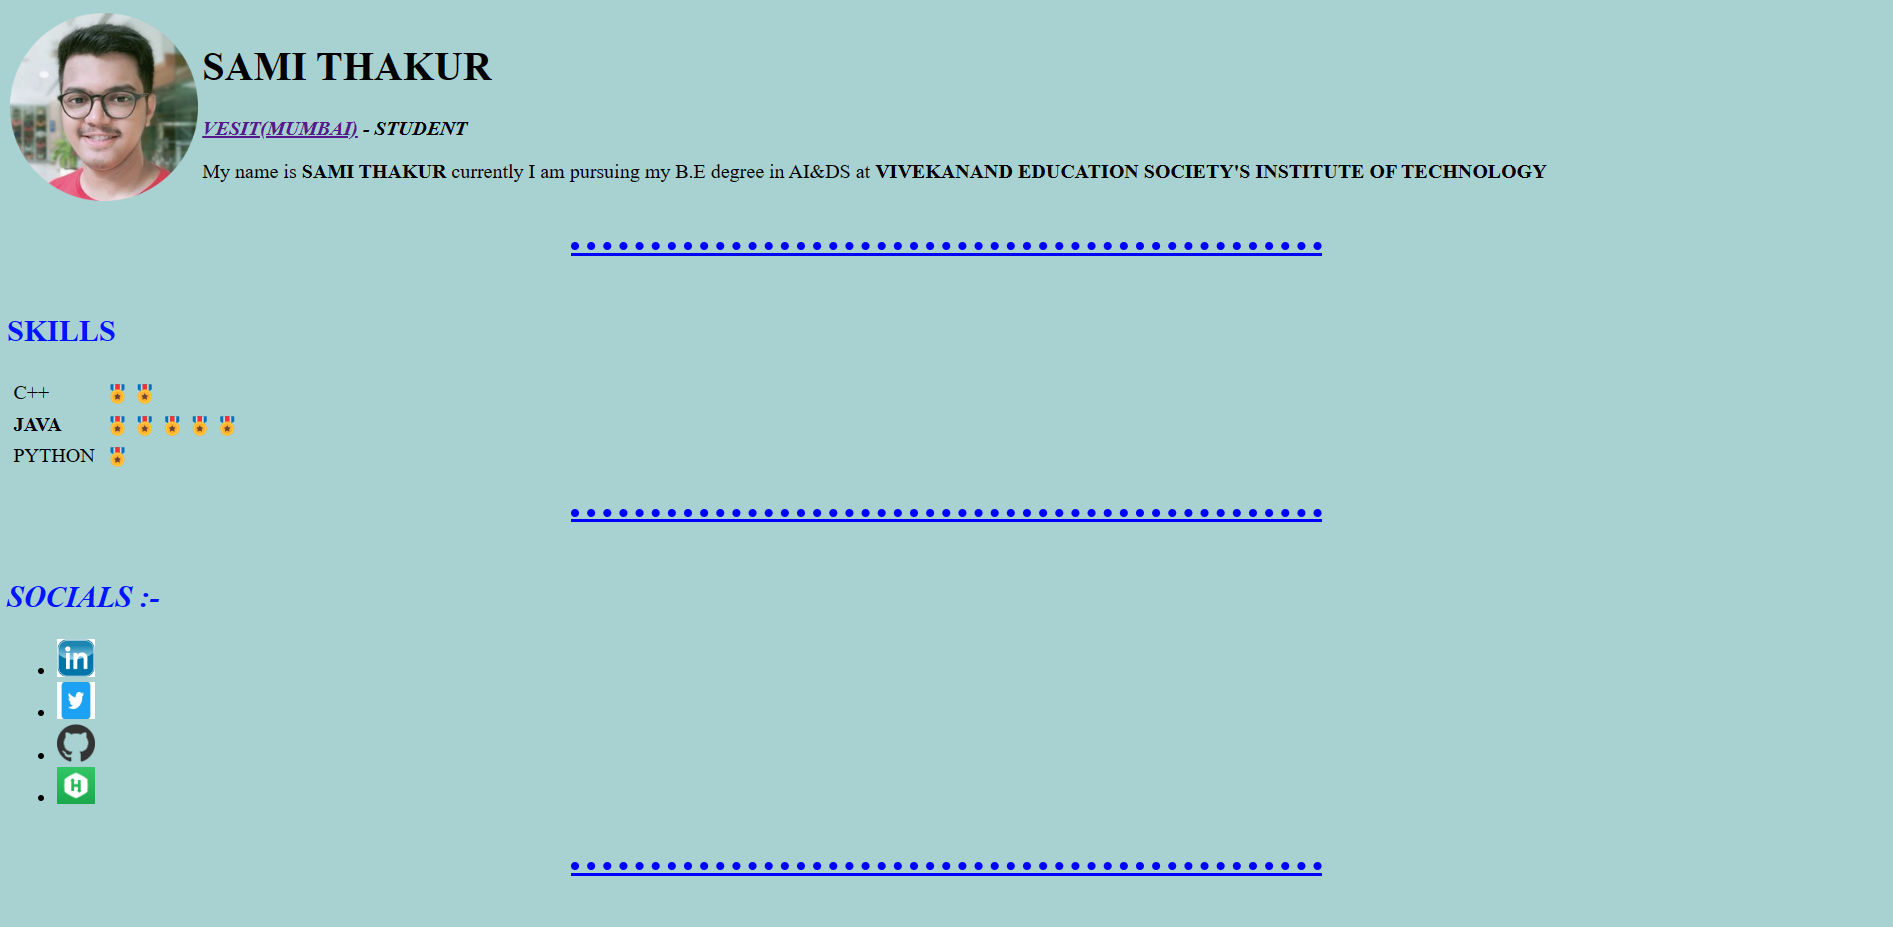 SAMI THAKUR
VESIT(MUMBAI) - STUDENT
My name is SAMI THAKUR currently I am pursuing my B.E degree in AI&DS at VIVEKANAND EDUCATION SOCIETY'S INSTITUTE OF TECHNOLOGY
SKILLS
C++
JAVA
PYTHON
SOCIALS :-
in
H